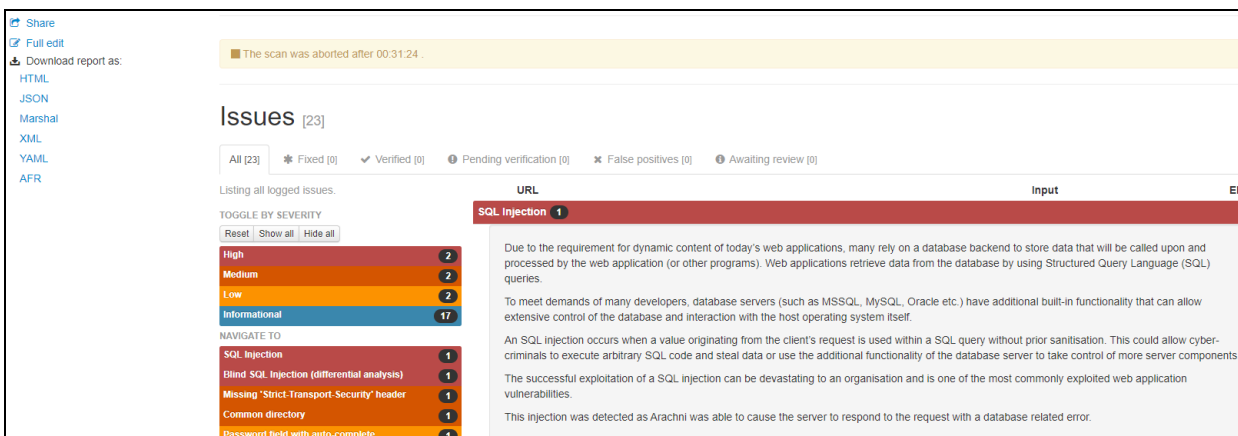 Share
Full edit
Download report as:
HTML
JSON
Marshal
XML
YAML
AFR
The scan was aborted after 00:31:24 .
Issues [23]
All [23] Fixed [0] Verified [0] Pending verification [0] False positives [0] Awaiting review [0]
Listing all logged issues.
TOGGLE BY SEVERITY
Reset Show all Hide all
High 2
Medium 2
Low 2
Informational 17
NAVIGATE TO
SQL Injection 1
Blind SQL Injection (differential analysis) 1
Missing 'Strict-Transport-Security' header 1
Common directory 1
Password field with auto-complete 1
URL Input
SQL Injection 1
Due to the requirement for dynamic content of today's web applications, many rely on a database backend to store data that will be called upon and
processed by the web application (or other programs). Web applications retrieve data from the database by using Structured Query Language (SQL)
queries.
To meet demands of many developers, database servers (such as MSSQL, MySQL, Oracle etc.) have additional built-in functionality that can allow
extensive control of the database and interaction with the host operating system itself.
An SQL injection occurs when a value originating from the client's request is used within a SQL query without prior sanitisation. This could allow cyber-
criminals to execute arbitrary SQL code and steal data or use the additional functionality of the database server to take control of more server components
The successful exploitation of a SQL injection can be devastating to an organisation and is one of the most commonly exploited web application
vulnerabilities.
This injection was detected as Arachni was able to cause the server to respond to the request with a database related error.